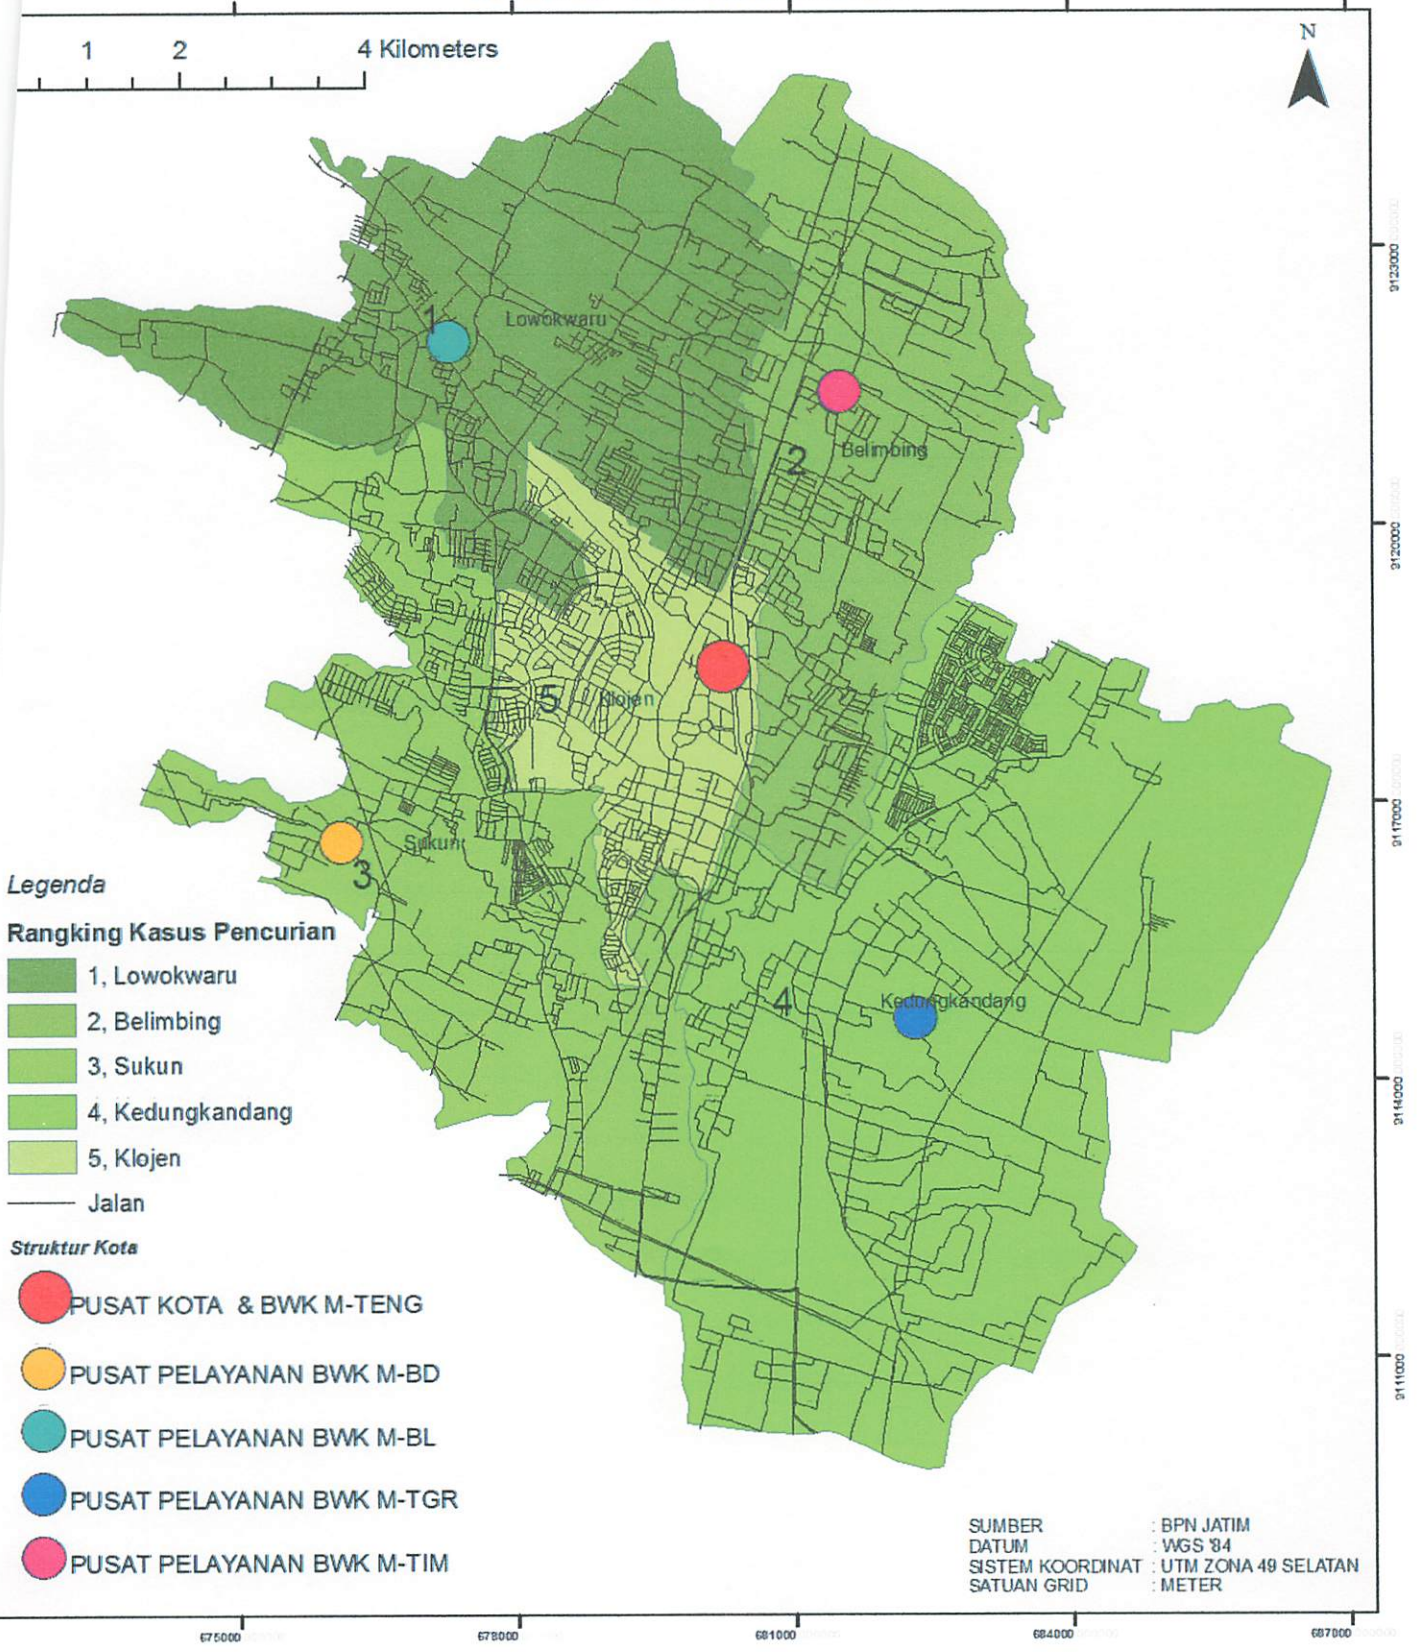 1 2 4 Kilometers
N
9123000
1
Lowokwaru
2
Belimbing
9120000
5
Klojen
9117000
Sukun
3
Legenda
Rangking Kasus Pencurian
1, Lowokwaru
2, Belimbing
3, Sukun
4, Kedungkandang
5, Klojen
Jalan
4
Kedungkandang
9114000
Struktur Kota
PUSAT KOTA & BWK M-TENG
PUSAT PELAYANAN BWK M-BD
PUSAT PELAYANAN BWK M-BL
PUSAT PELAYANAN BWK M-TGR
PUSAT PELAYANAN BWK M-TIM
9111000
SUMBER : BPN JATIM
DATUM : WGS '84
SISTEM KOORDINAT : UTM ZONA 49 SELATAN
SATUAN GRID : METER
675000 678000 681000 684000 687000